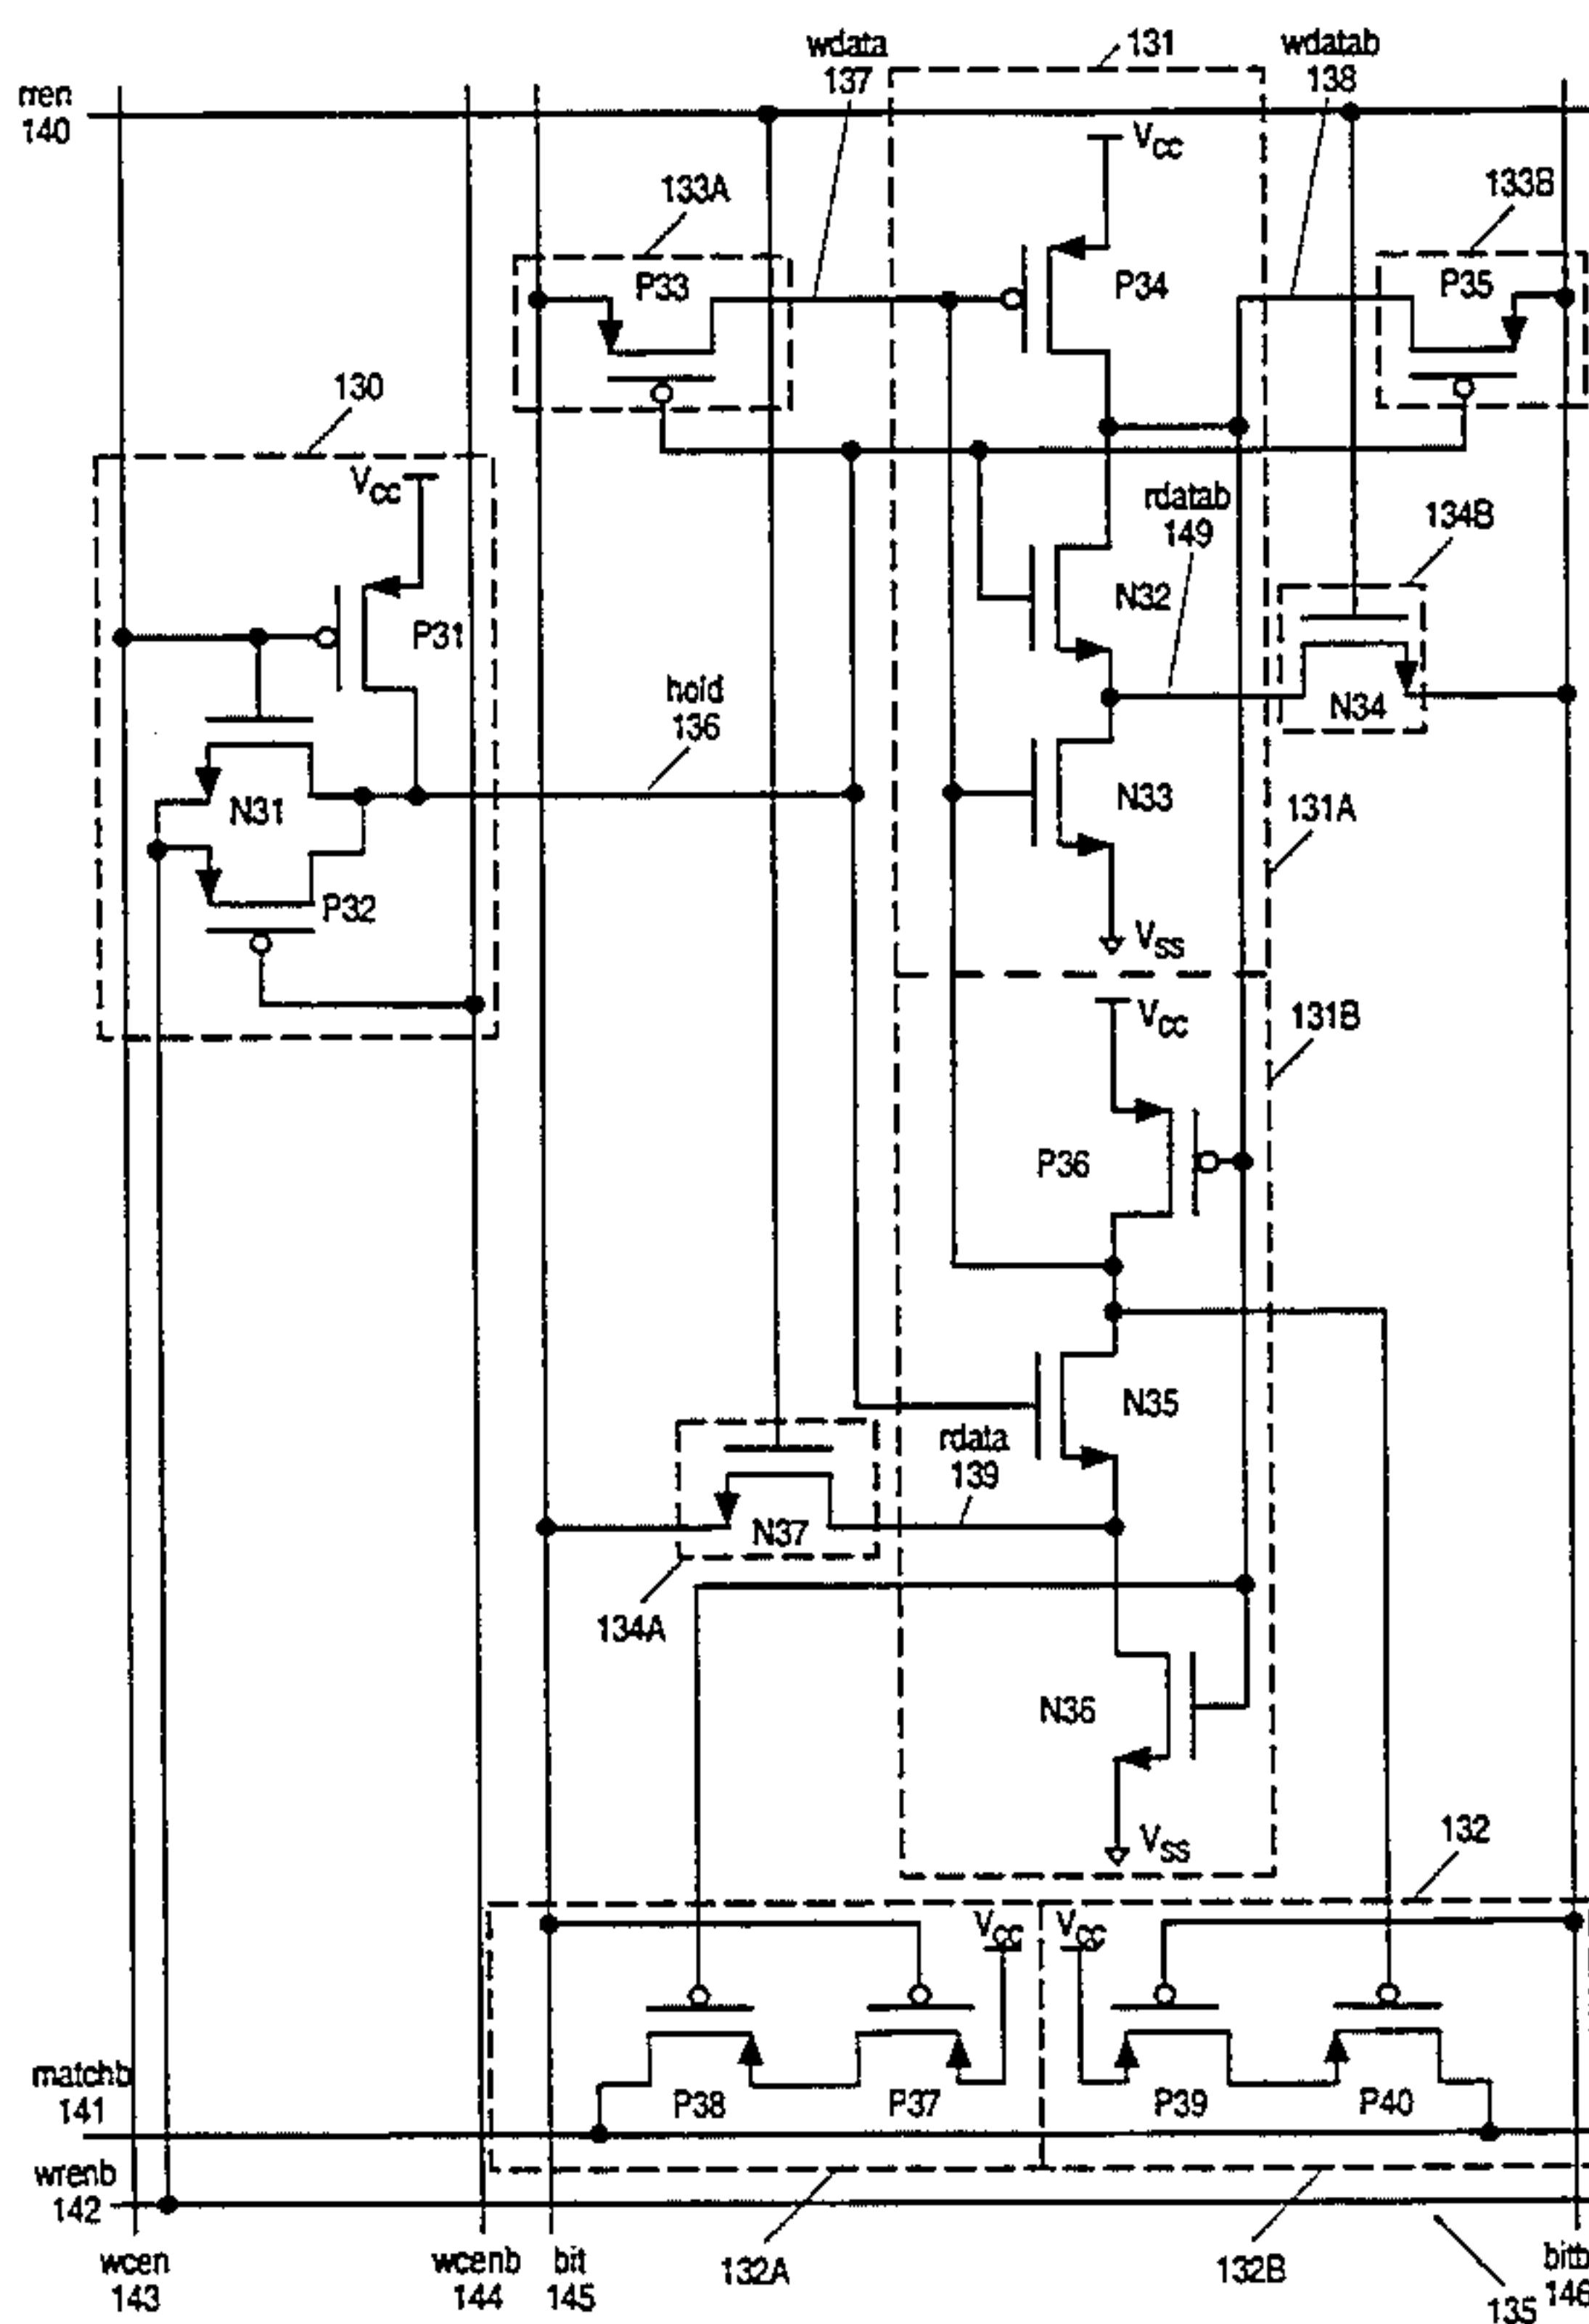 wdata
137
131
wdatab
138
rren
140
VCC
133A
133B
P33
P34
P35
130
VCC
rdatab
149
134B
N32
P31
hold
136
N34
N31
N33
131A
P32
VSS
VCC
131B
P36
N35
rdata
139
N37
134A
N36
132
VSS
VCC
VCC
matchb
141
P38
P37
P39
P40
wrenb
142
wcen
143
wcenb
144
bit
145
132A
132B
135
bitb
146